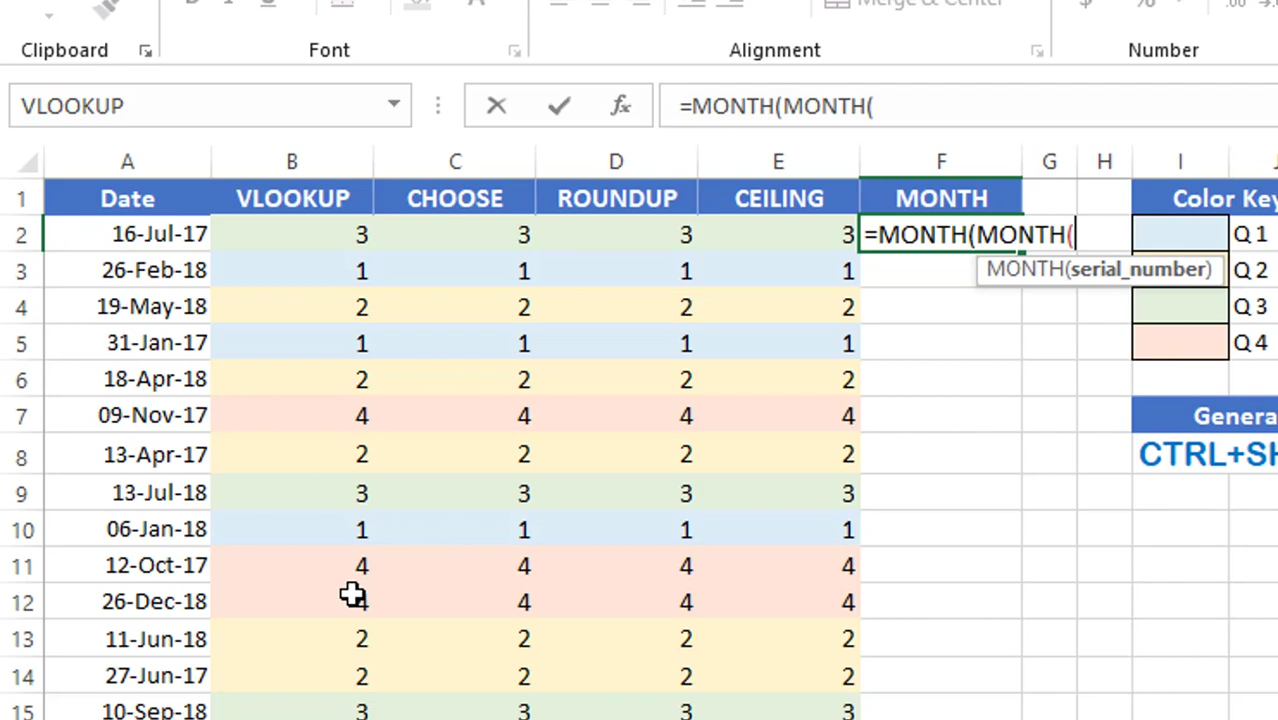 Merge & Center
$ %
Clipboard Font Alignment Number
VLOOKUP =MONTH(MONTH(
A B C D E F G H I
1 Date VLOOKUP CHOOSE ROUNDUP CEILING MONTH Color Key
2 16-Jul-17 3 3 3 3 =MONTH(MONTH( Q 1
3 26-Feb-18 1 1 1 1 MONTH(serial_number) Q 2
4 19-May-18 2 2 2 2 Q 3
5 31-Jan-17 1 1 1 1 Q 4
6 18-Apr-18 2 2 2 2
7 09-Nov-17 4 4 4 4 Genera
8 13-Apr-17 2 2 2 2 CTRL+SH
9 13-Jul-18 3 3 3 3
10 06-Jan-18 1 1 1 1
11 12-Oct-17 4 4 4 4
12 26-Dec-18 4 4 4 4
13 11-Jun-18 2 2 2 2
14 27-Jun-17 2 2 2 2
15 10-Sep-18 3 3 3 3